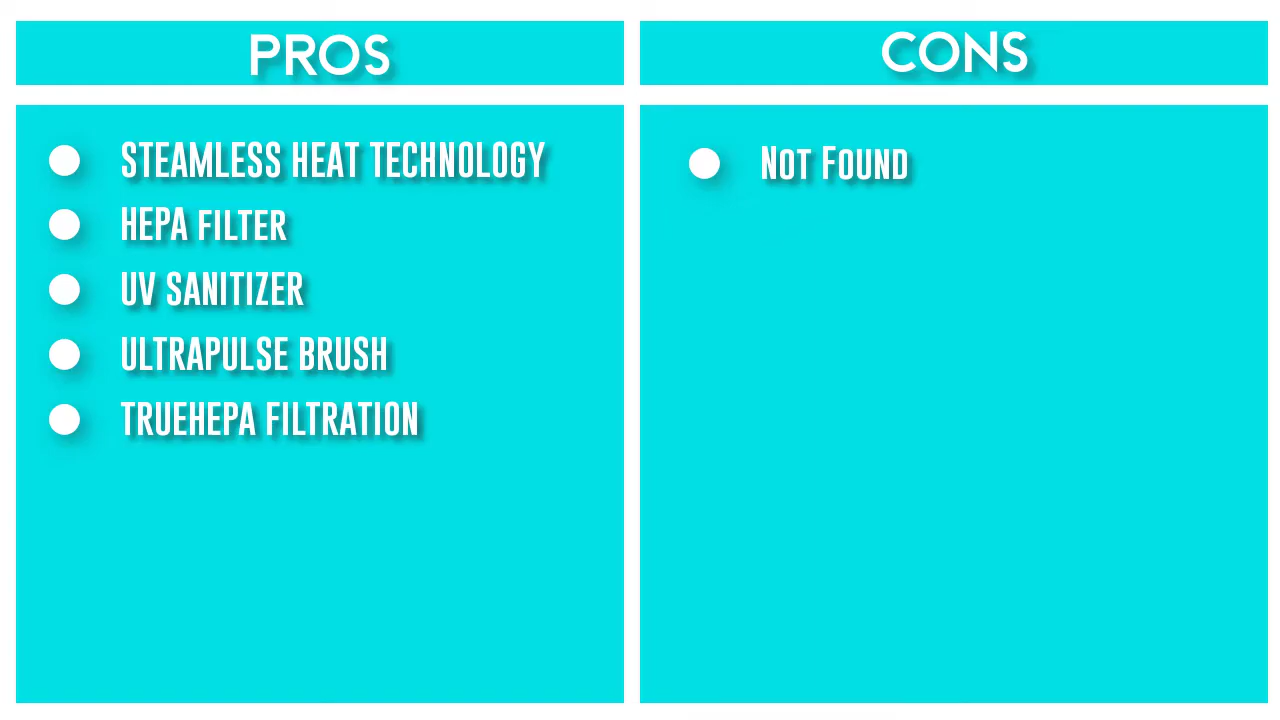 PROS
STEAMLESS HEAT TECHNOLOGY
HEPA FILTER
UV SANITIZER
ULTRAPULSE BRUSH
TRUEHEPA FILTRATION
CONS
Not Found